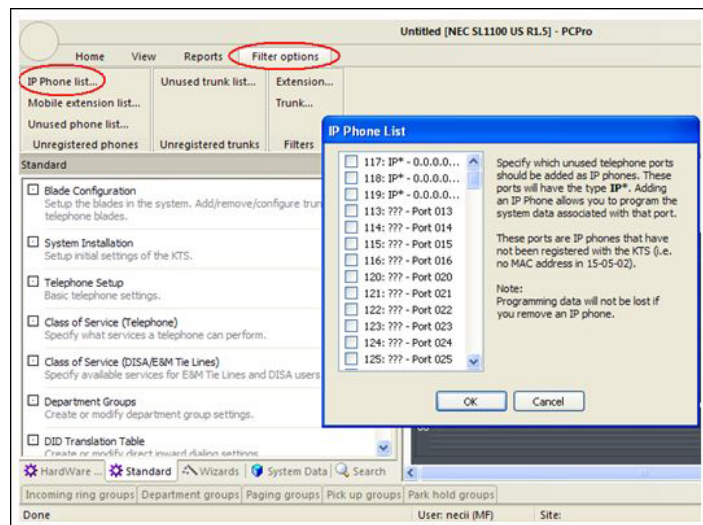 Untitled [NEC SL1100 US R1.5] - PCPro
Home View Reports Filter options
IP Phone list... Unused trunk list... Extension...
Mobile extension list... Trunk...
Unused phone list...
Unregistered phones Unregistered trunks Filters
Standard
Blade Configuration
Setup the blades in the system. Add/remove/configure
telephone blades.
System Installation
Setup initial settings of the KTS.
Telephone Setup
Basic telephone settings.
Class of Service (Telephone)
Specify what services a telephone can perform.
Class of Service (DISA/E&M Tie Lines)
Specify available services for E&M Tie Lines and DISA users
Department Groups
Create or modify department group settings.
DID Translation Table
Create or modify direct inward dialing settings
IP Phone List
117: IP* - 0.0.0.0...
118: IP* - 0.0.0.0...
119: IP* - 0.0.0.0...
113: ??? - Port 013
114: ??? - Port 014
115: ??? - Port 015
116: ??? - Port 016
120: ??? - Port 020
121: ??? - Port 021
122: ??? - Port 022
123: ??? - Port 023
124: ??? - Port 024
125: ??? - Port 025
Specify which unused telephone ports
should be added as IP phones. These
ports will have the type IP*. Adding
an IP Phone allows you to program the
system data associated with that port.
These ports are IP phones that have
not been registered with the KTS (i.e.
no MAC address in 15-05-02).
Note:
Programming data will not be lost if
you remove an IP phone.
OK Cancel
HardWare ... Standard Wizards System Data Search
Incoming ring groups Department groups Paging groups Pick up groups Park hold groups
Done User: necii (MF) Site: